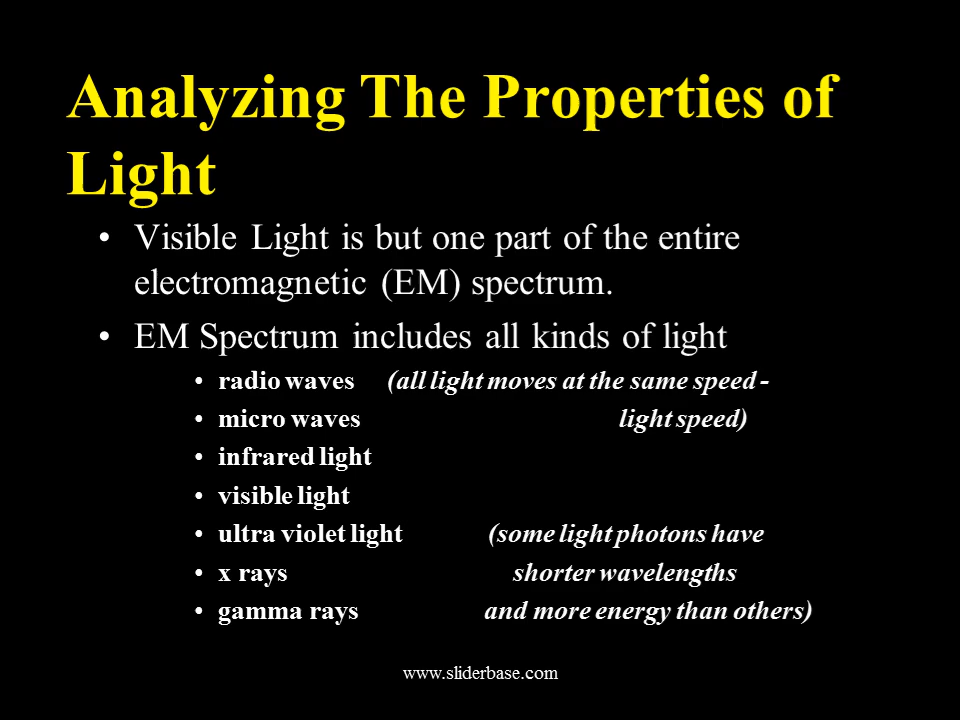 Analyzing The Properties of
Light
• Visible Light is but one part of the entire
electromagnetic (EM) spectrum.
• EM Spectrum includes all kinds of light
• radio waves (all light moves at the same speed -
• micro waves light speed)
• infrared light
• visible light
• ultra violet light (some light photons have
• x rays shorter wavelengths
• gamma rays and more energy than others)
www.sliderbase.com